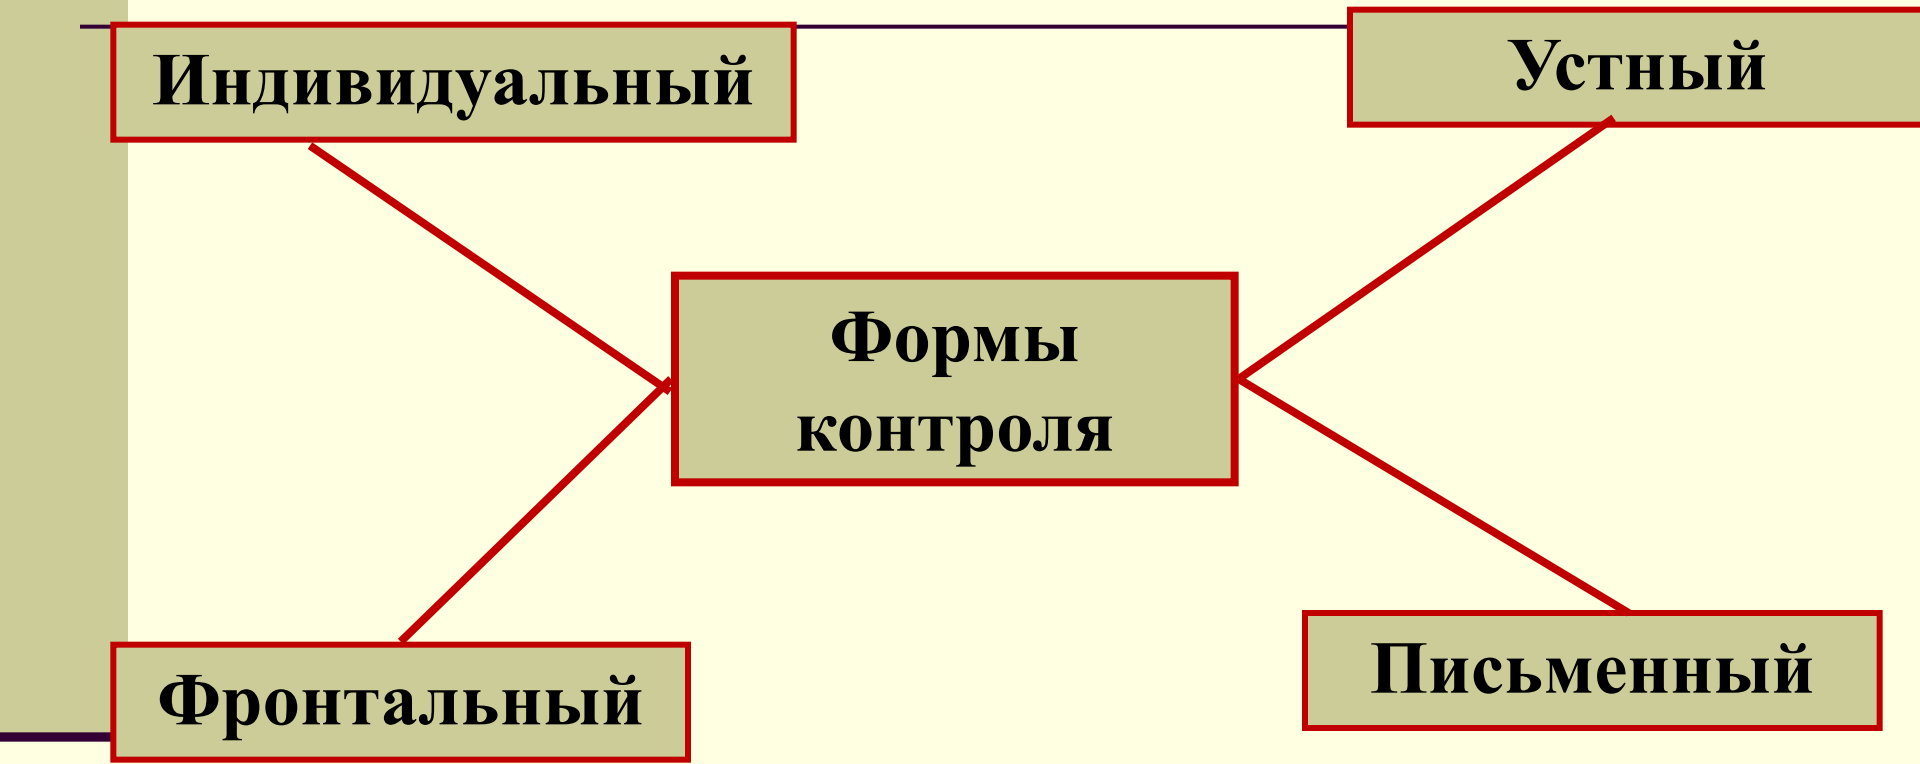 Индивидуальный
Устный
Формы
контроля
Фронтальный
Письменный